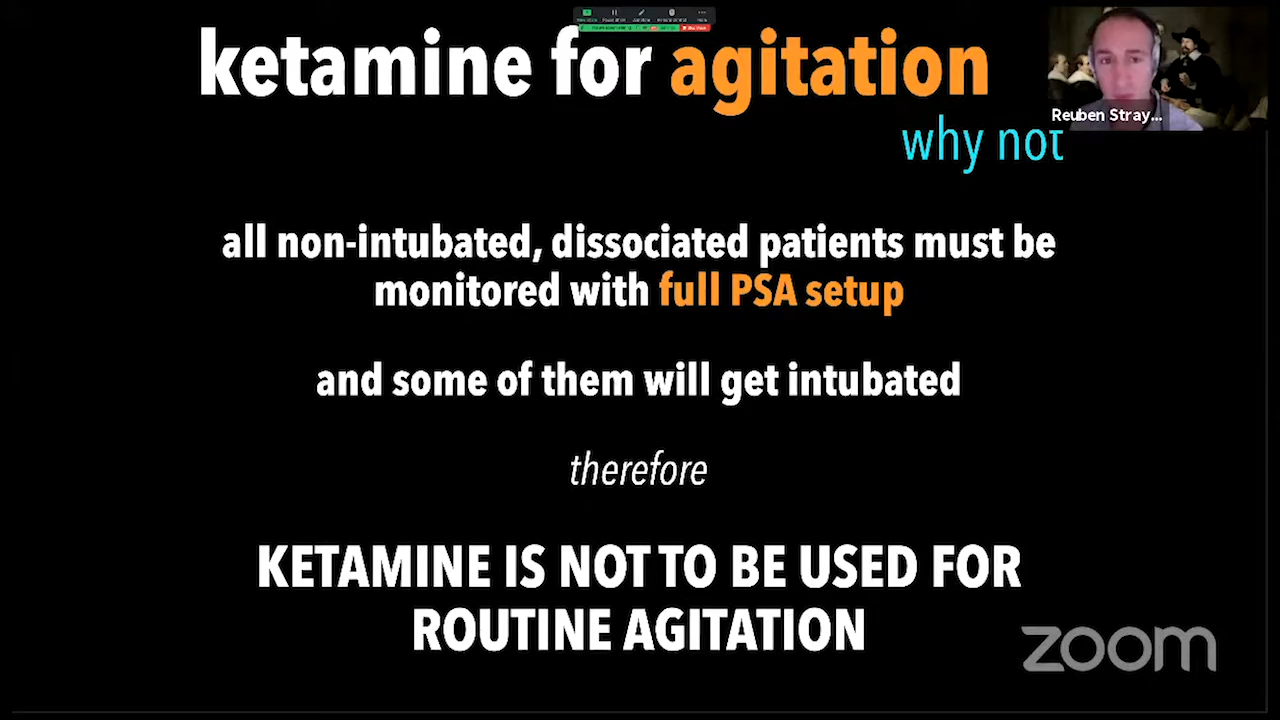 ketamine for agitation
Reuben Stray...
why not
all non-intubated, dissociated patients must be
monitored with full PSA setup
and some of them will get intubated
therefore
KETAMINE IS NOT TO BE USED FOR
ROUTINE AGITATION
zoom